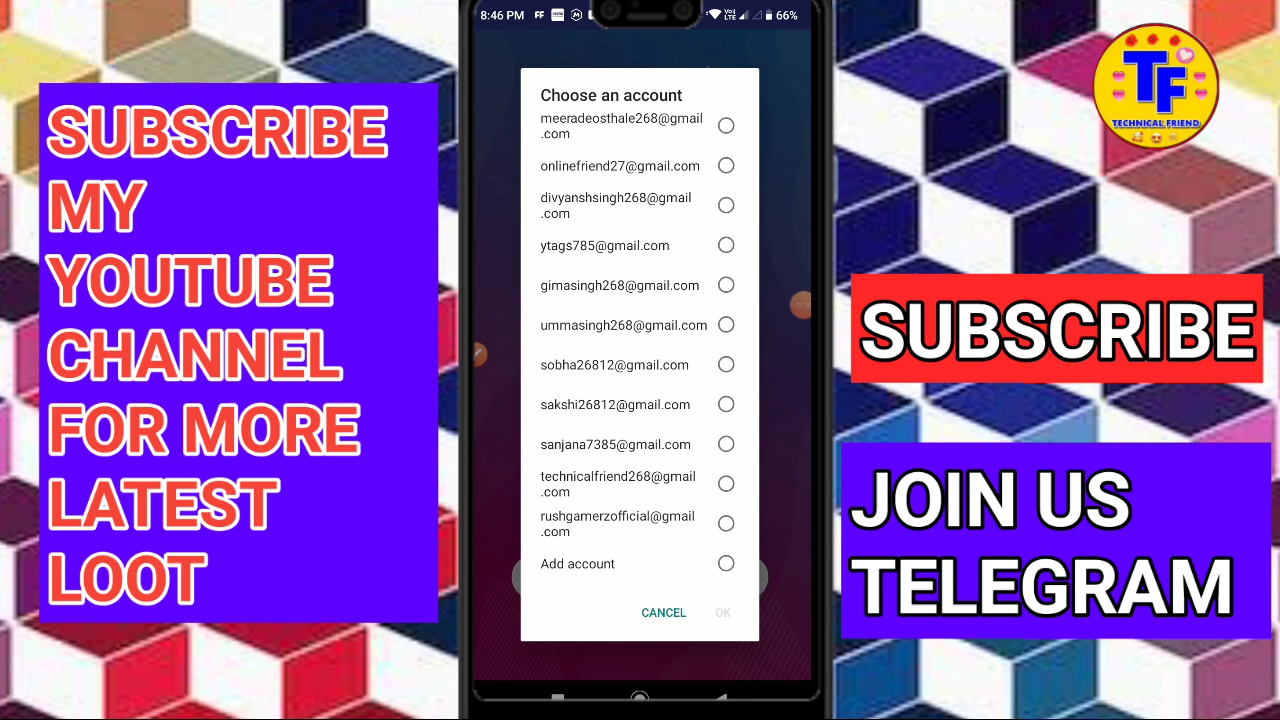 SUBSCRIBE
MY
YOUTUBE
CHANNEL
FOR MORE
LATEST
LOOT
8:46 PM FF
Vo)
LTE
66%
Choose an account
meeradeosthale268@gmail
.com
onlinefriend27@gmail.com
divyanshsingh268@gmail
.com
ytags785@gmail.com
gimasingh268@gmail.com
ummasingh268@gmail.com
sobha26812@gmail.com
sakshi26812@gmail.com
sanjana7385@gmail.com
technicalfriend268@gmail
.com
rushgamerzofficial@gmail
.com
Add account
CANCEL OK
TF
TECHNICAL FRIEND
SUBSCRIBE
JOIN US
TELEGRAM